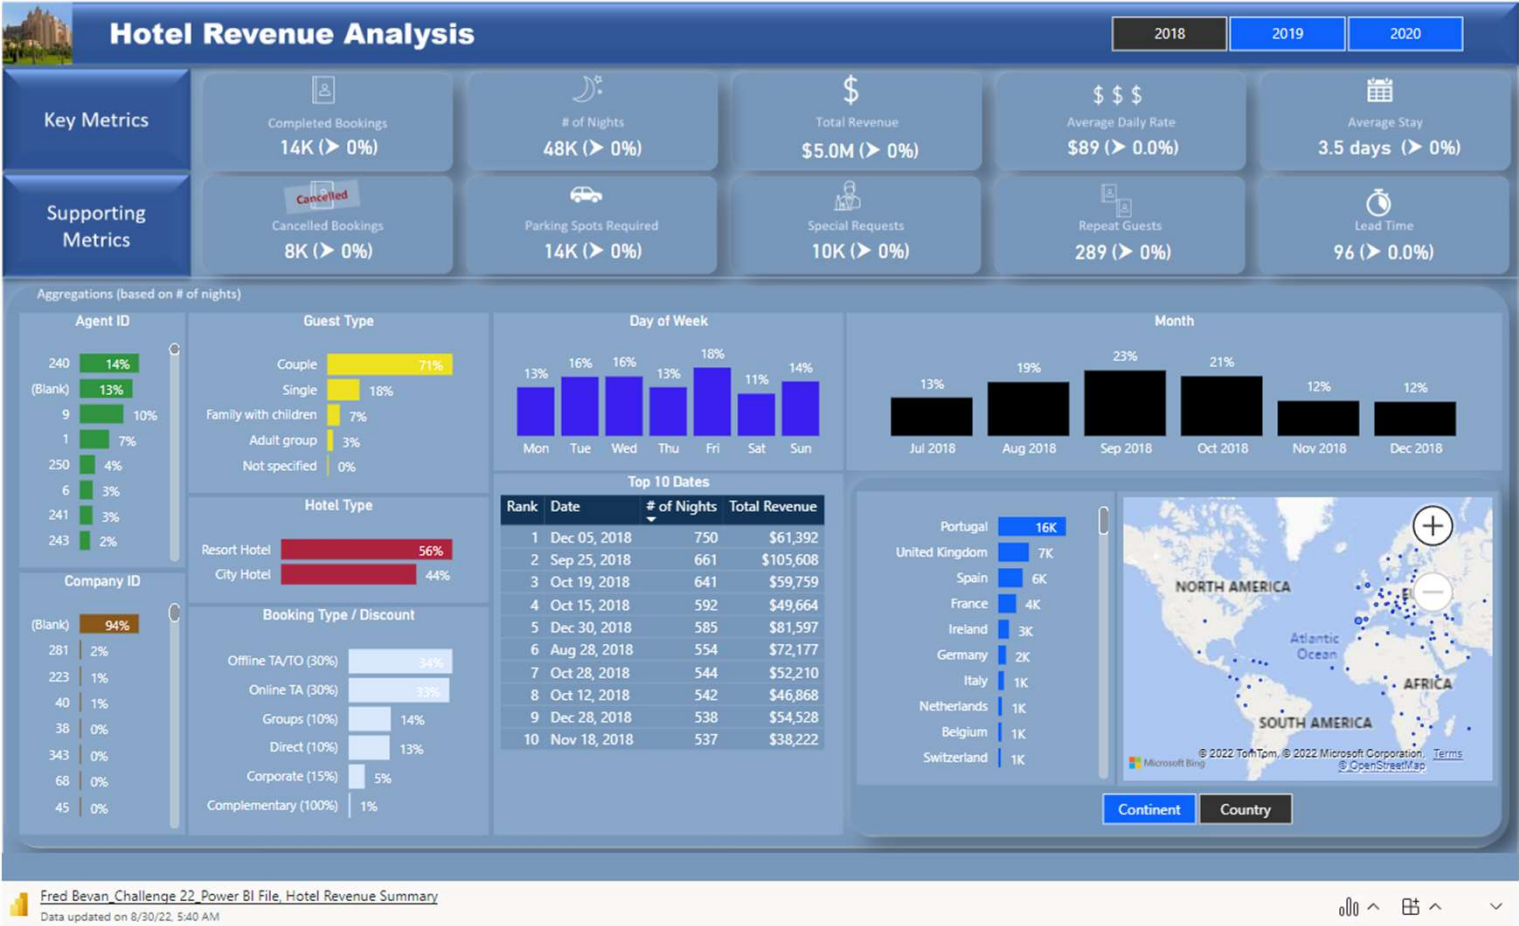 Hotel Revenue Analysis
2018
2019
2020
Key Metrics
Completed Bookings
14K (➤ 0%)
# of Nights
48K (➤ 0%)
$
Total Revenue
$5.0M (➤ 0%)
$ $ $
Average Daily Rate
$89 (➤ 0.0%)
Average Stay
3.5 days (➤ 0%)
Supporting
Metrics
Cancelled
Cancelled Bookings
8K (➤ 0%)
Parking Spots Required
14K (➤ 0%)
Special Requests
10K (➤ 0%)
Repeat Guests
289 (➤ 0%)
Lead Time
96 (➤ 0.0%)
Aggregations (based on # of nights)
Agent ID
240 14%
(Blank) 13%
9 10%
1 7%
250 4%
6 3%
241 3%
243 2%
Company ID
(Blank) 94%
281 2%
223 1%
40 1%
38 0%
343 0%
68 0%
45 0%
Guest Type
Couple 71%
Single 18%
Family with children 7%
Adult group 3%
Not specified 0%
Hotel Type
Resort Hotel 56%
City Hotel 44%
Booking Type / Discount
Offline TA/TO (30%) 34%
Online TA (30%) 33%
Groups (10%) 14%
Direct (10%) 13%
Corporate (15%) 5%
Complementary (100%) 1%
Day of Week
13% 16% 16% 13% 18% 11% 14%
Mon Tue Wed Thu Fri Sat Sun
Top 10 Dates
Rank Date # of Nights Total Revenue
1 Dec 05, 2018 750 $61,392
2 Sep 25, 2018 661 $105,608
3 Oct 19, 2018 641 $59,759
4 Oct 15, 2018 592 $49,664
5 Dec 30, 2018 585 $81,597
6 Aug 28, 2018 554 $72,177
7 Oct 28, 2018 544 $52,210
8 Oct 12, 2018 542 $46,868
9 Dec 28, 2018 538 $54,528
10 Nov 18, 2018 537 $38,222
Month
13% 19% 23% 21% 12% 12%
Jul 2018 Aug 2018 Sep 2018 Oct 2018 Nov 2018 Dec 2018
Portugal 16K
United Kingdom 7K
Spain 6K
France 4K
Ireland 3K
Germany 2K
Italy 1K
Netherlands 1K
Belgium 1K
Switzerland 1K
NORTH AMERICA
Atlantic
Ocean
AFRICA
SOUTH AMERICA
© 2022 TomTom, © 2022 Microsoft Corporation, Terms
Microsoft Bing
© OpenStreetMap
Continent
Country
Fred Bevan_Challenge 22_Power BI File, Hotel Revenue Summary
Data updated on 8/30/22, 5:40 AM